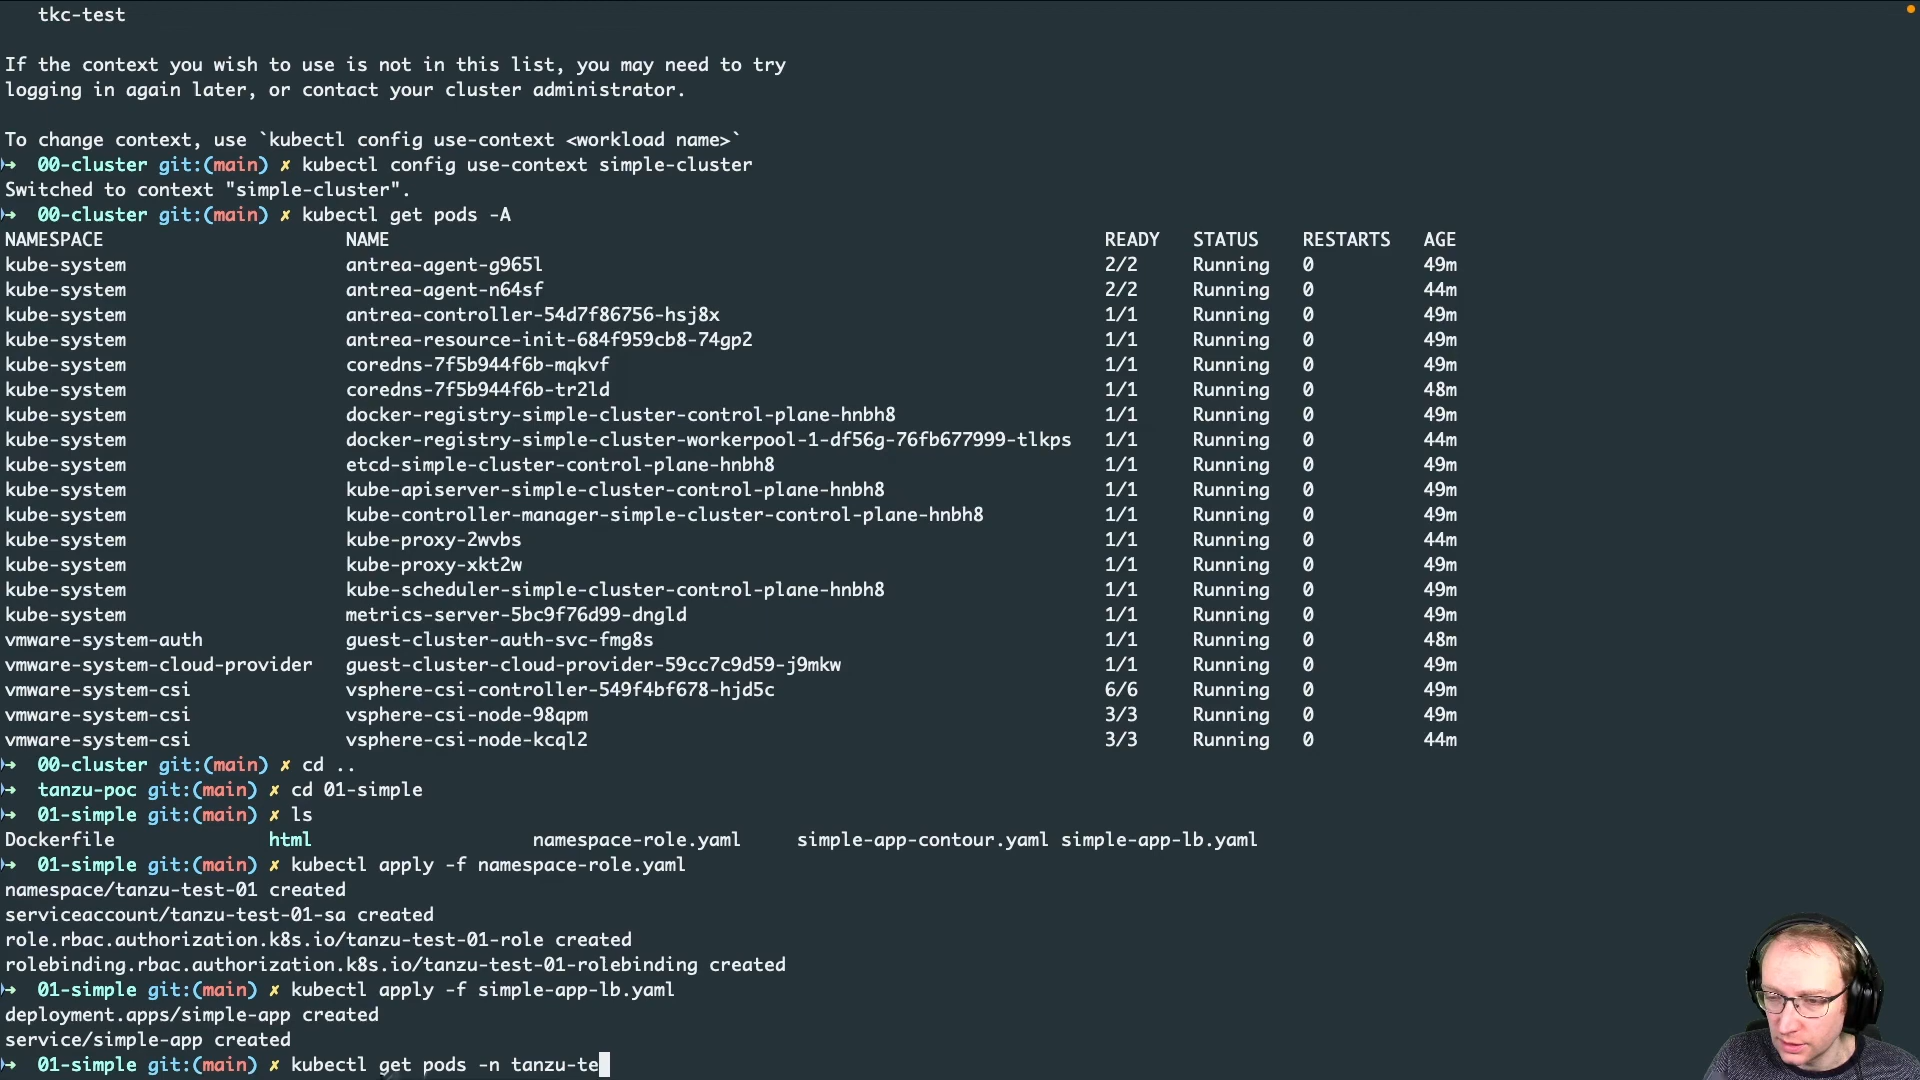 tkc-test
If the context you wish to use is not in this list, you may need to try
logging in again later, or contact your cluster administrator.
To change context, use `kubectl config use-context <workload name>`
➜ 00-cluster git:(main) ✗ kubectl config use-context simple-cluster
Switched to context "simple-cluster".
➜ 00-cluster git:(main) ✗ kubectl get pods -A
NAMESPACE NAME READY STATUS RESTARTS AGE
kube-system antrea-agent-g965l 2/2 Running 0 49m
kube-system antrea-agent-n64sf 2/2 Running 0 44m
kube-system antrea-controller-54d7f86756-hsj8x 1/1 Running 0 49m
kube-system antrea-resource-init-684f959cb8-74gp2 1/1 Running 0 49m
kube-system coredns-7f5b944f6b-mqkvf 1/1 Running 0 49m
kube-system coredns-7f5b944f6b-tr2ld 1/1 Running 0 48m
kube-system docker-registry-simple-cluster-control-plane-hnbh8 1/1 Running 0 49m
kube-system docker-registry-simple-cluster-workerpool-1-df56g-76fb677999-tlkps 1/1 Running 0 44m
kube-system etcd-simple-cluster-control-plane-hnbh8 1/1 Running 0 49m
kube-system kube-apiserver-simple-cluster-control-plane-hnbh8 1/1 Running 0 49m
kube-system kube-controller-manager-simple-cluster-control-plane-hnbh8 1/1 Running 0 49m
kube-system kube-proxy-2wvbs 1/1 Running 0 44m
kube-system kube-proxy-xkt2w 1/1 Running 0 49m
kube-system kube-scheduler-simple-cluster-control-plane-hnbh8 1/1 Running 0 49m
kube-system metrics-server-5bc9f76d99-dngld 1/1 Running 0 49m
vmware-system-auth guest-cluster-auth-svc-fmg8s 1/1 Running 0 48m
vmware-system-cloud-provider guest-cluster-cloud-provider-59cc7c9d59-j9mkw 1/1 Running 0 49m
vmware-system-csi vsphere-csi-controller-549f4bf678-hjd5c 6/6 Running 0 49m
vmware-system-csi vsphere-csi-node-98qpm 3/3 Running 0 49m
vmware-system-csi vsphere-csi-node-kcql2 3/3 Running 0 44m
➜ 00-cluster git:(main) ✗ cd ..
➜ tanzu-poc git:(main) ✗ cd 01-simple
➜ 01-simple git:(main) ✗ ls
Dockerfile html namespace-role.yaml simple-app-contour.yaml simple-app-lb.yaml
➜ 01-simple git:(main) ✗ kubectl apply -f namespace-role.yaml
namespace/tanzu-test-01 created
serviceaccount/tanzu-test-01-sa created
role.rbac.authorization.k8s.io/tanzu-test-01-role created
rolebinding.rbac.authorization.k8s.io/tanzu-test-01-rolebinding created
➜ 01-simple git:(main) ✗ kubectl apply -f simple-app-lb.yaml
deployment.apps/simple-app created
service/simple-app created
➜ 01-simple git:(main) ✗ kubectl get pods -n tanzu-te